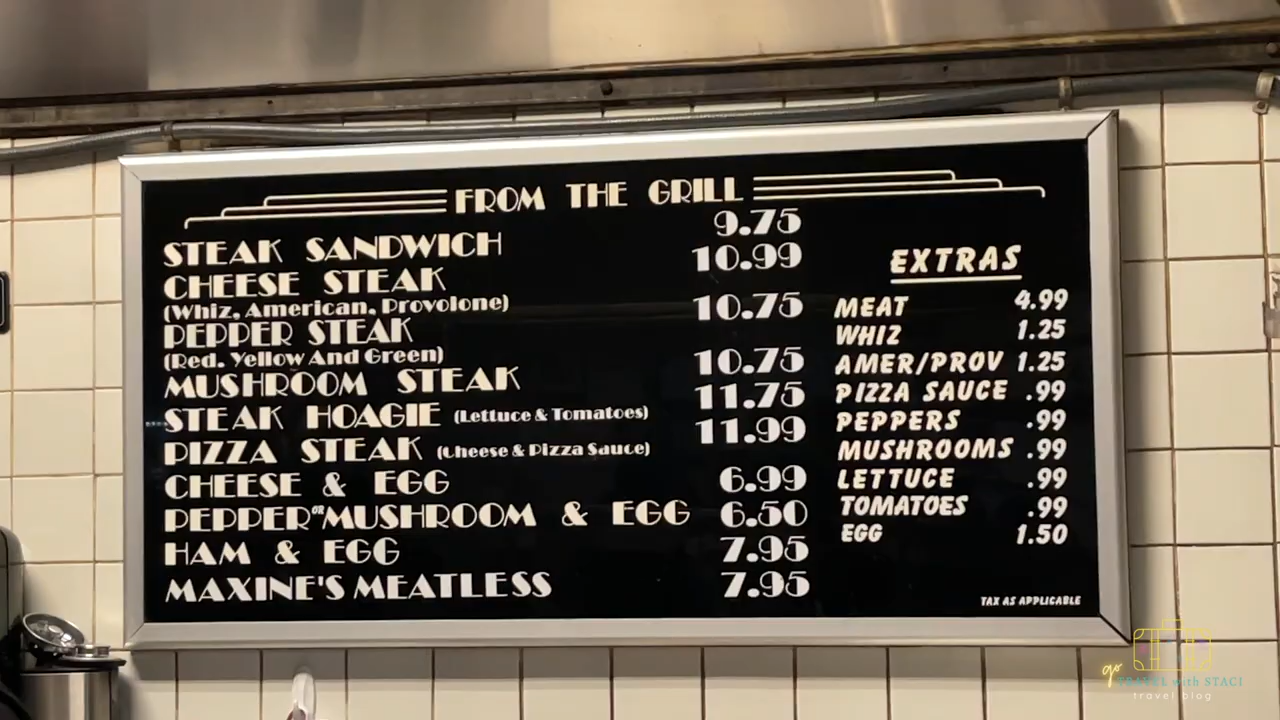 FROM THE GRILL
STEAK SANDWICH 9.75
CHEESE STEAK 10.99
(Whiz, American, Provolone)
PEPPER STEAK 10.75
(Red, Yellow And Green)
MUSHROOM STEAK 10.75
STEAK HOAGIE (Lettuce & Tomatoes) 11.75
PIZZA STEAK (Cheese & Pizza Sauce) 11.99
CHEESE & EGG 6.99
PEPPER OR MUSHROOM & EGG 6.50
HAM & EGG 7.95
MAXINE'S MEATLESS 7.95
EXTRAS
MEAT 4.99
WHIZ 1.25
AMER/PROV 1.25
PIZZA SAUCE .99
PEPPERS .99
MUSHROOMS .99
LETTUCE .99
TOMATOES .99
EGG 1.50
TAX AS APPLICABLE
go
TRAVEL with STACI
travel blog